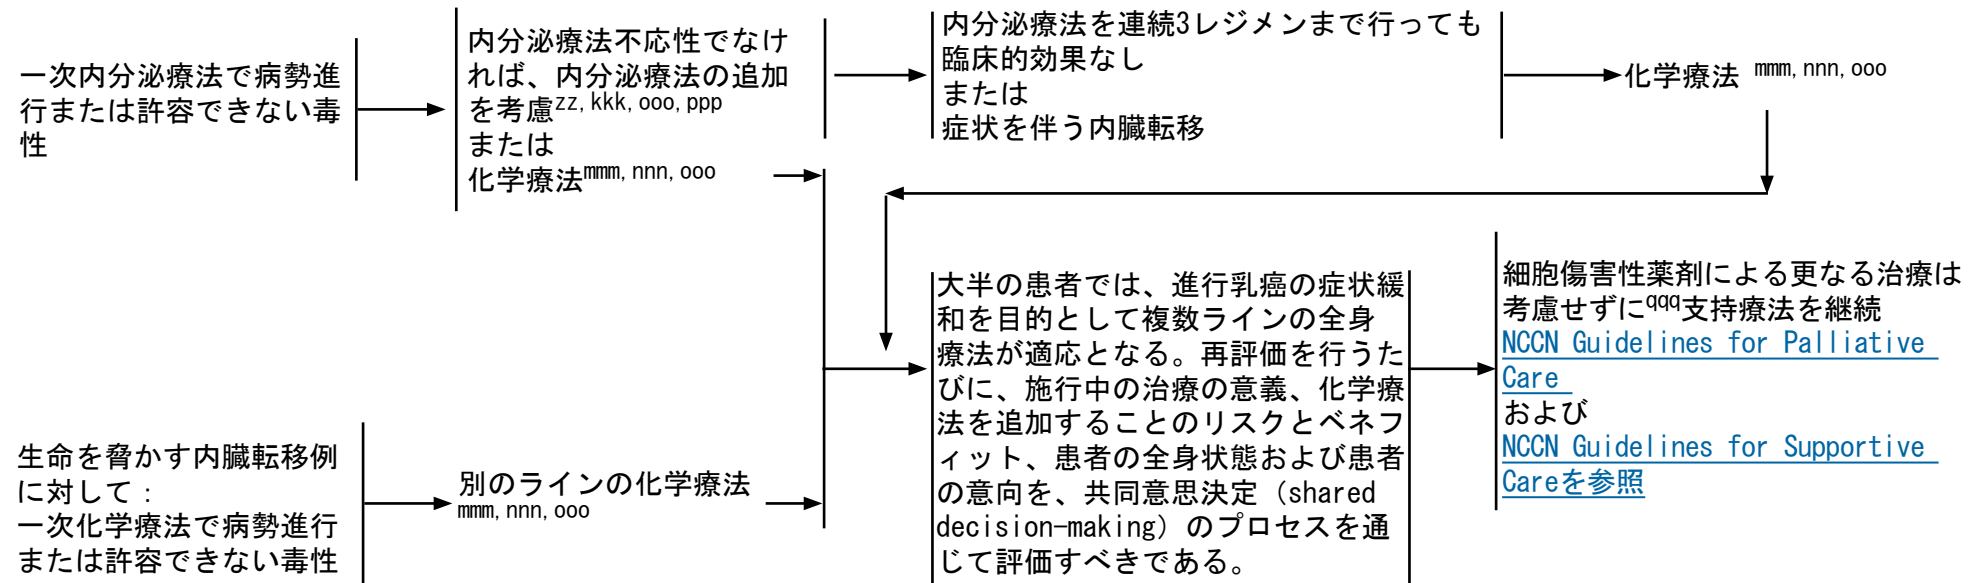 一次内分泌療法で病勢進
行または許容できない毒
性
内分泌療法不応性でなけ
れば、内分泌療法の追加
を考慮zz, kkk, ooo, ppp
または
化学療法mmm, nnn, ooo
内分泌療法を連続3レジメンまで行っても
臨床的効果なし
または
症状を伴う内臓転移
化学療法 mmm, nnn, ooo
生命を脅かす内臓転移例
に対して：
一次化学療法で病勢進行
または許容できない毒性
別のラインの化学療法
mmm, nnn, ooo
大半の患者では、進行乳癌の症状緩
和を目的として複数ラインの全身
療法が適応となる。再評価を行うた
びに、施行中の治療の意義、化学療
法を追加することのリスクとベネフ
ィット、患者の全身状態および患者
の意向を、共同意思決定（shared
decision-making）のプロセスを通
じて評価すべきである。
細胞傷害性薬剤による更なる治療は
考慮せずにqqq支持療法を継続
NCCN Guidelines for Palliative
Care
および
NCCN Guidelines for Supportive
Careを参照